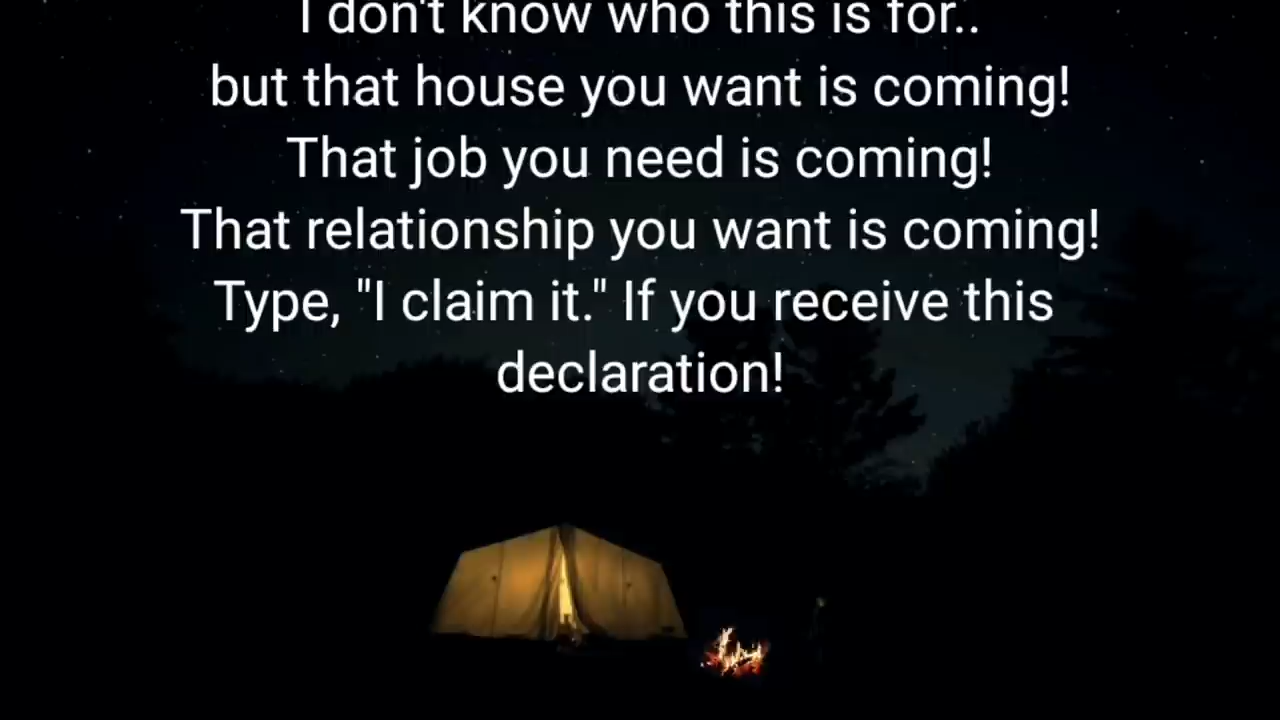 I don't know who this is for..
but that house you want is coming!
That job you need is coming!
That relationship you want is coming!
Type, "I claim it." If you receive this
declaration!